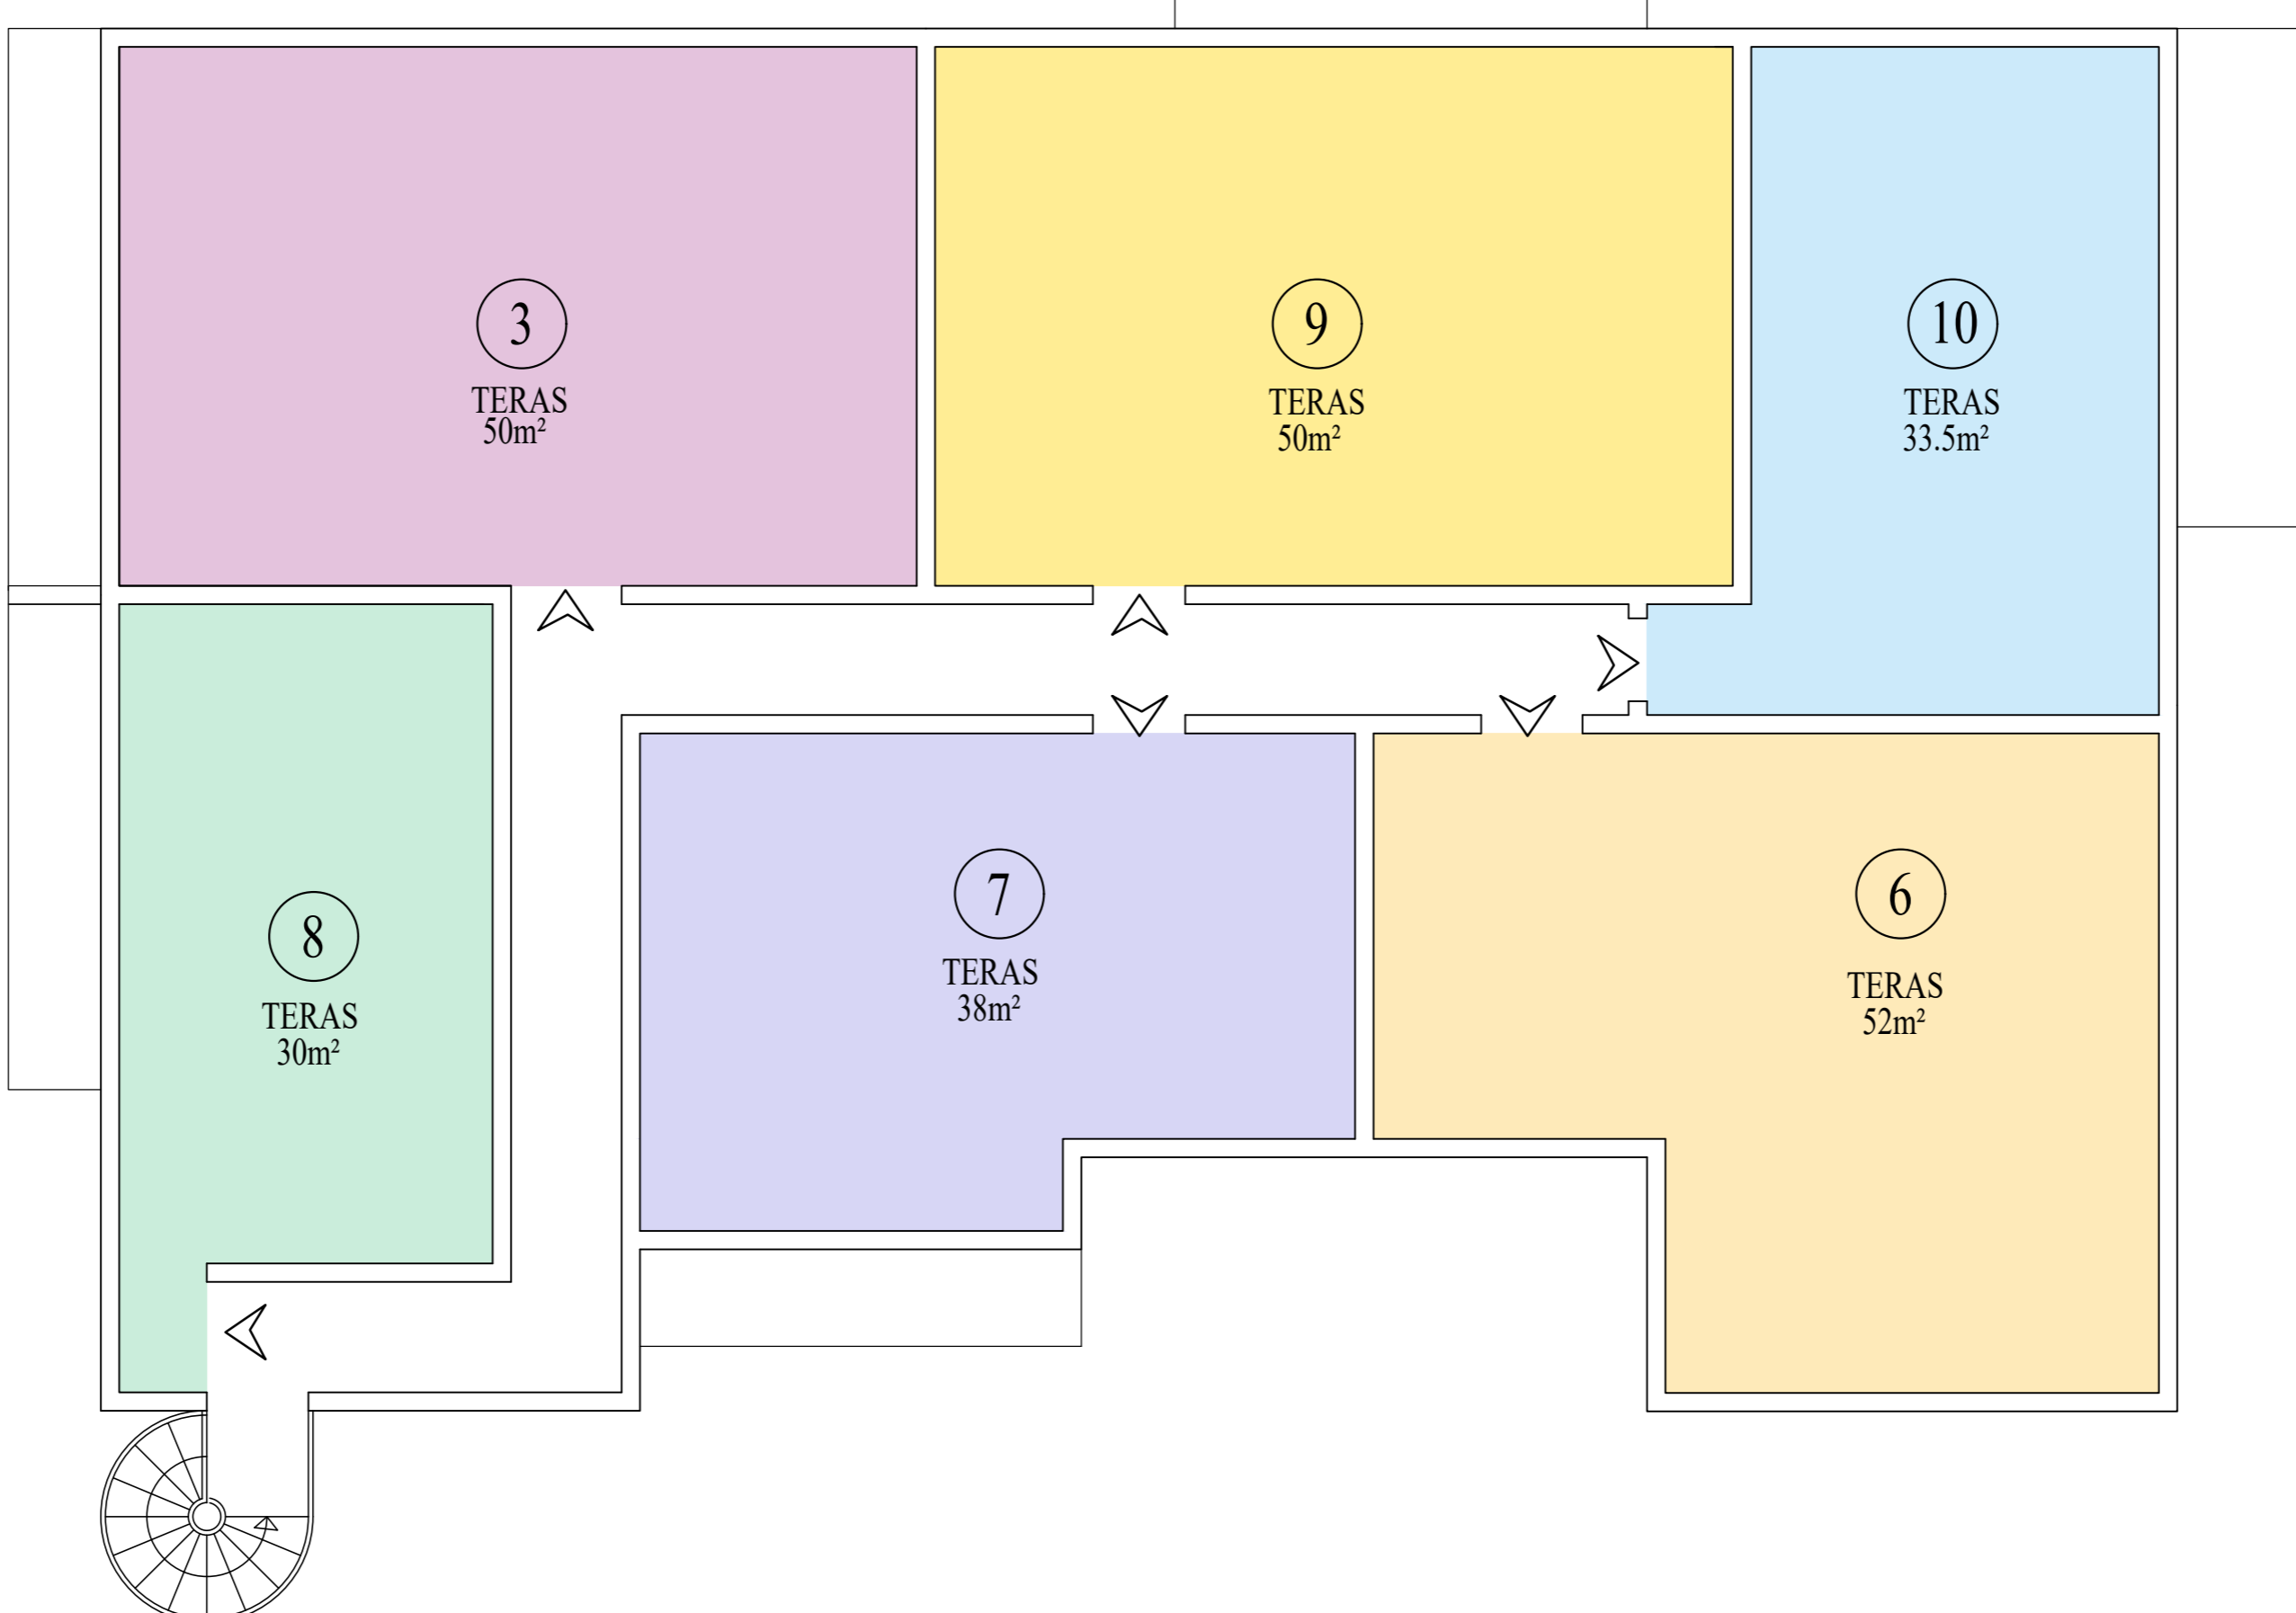 3
TERAS
50m²
9
TERAS
50m²
10
TERAS
33.5m²
8
TERAS
30m²
7
TERAS
38m²
6
TERAS
52m²